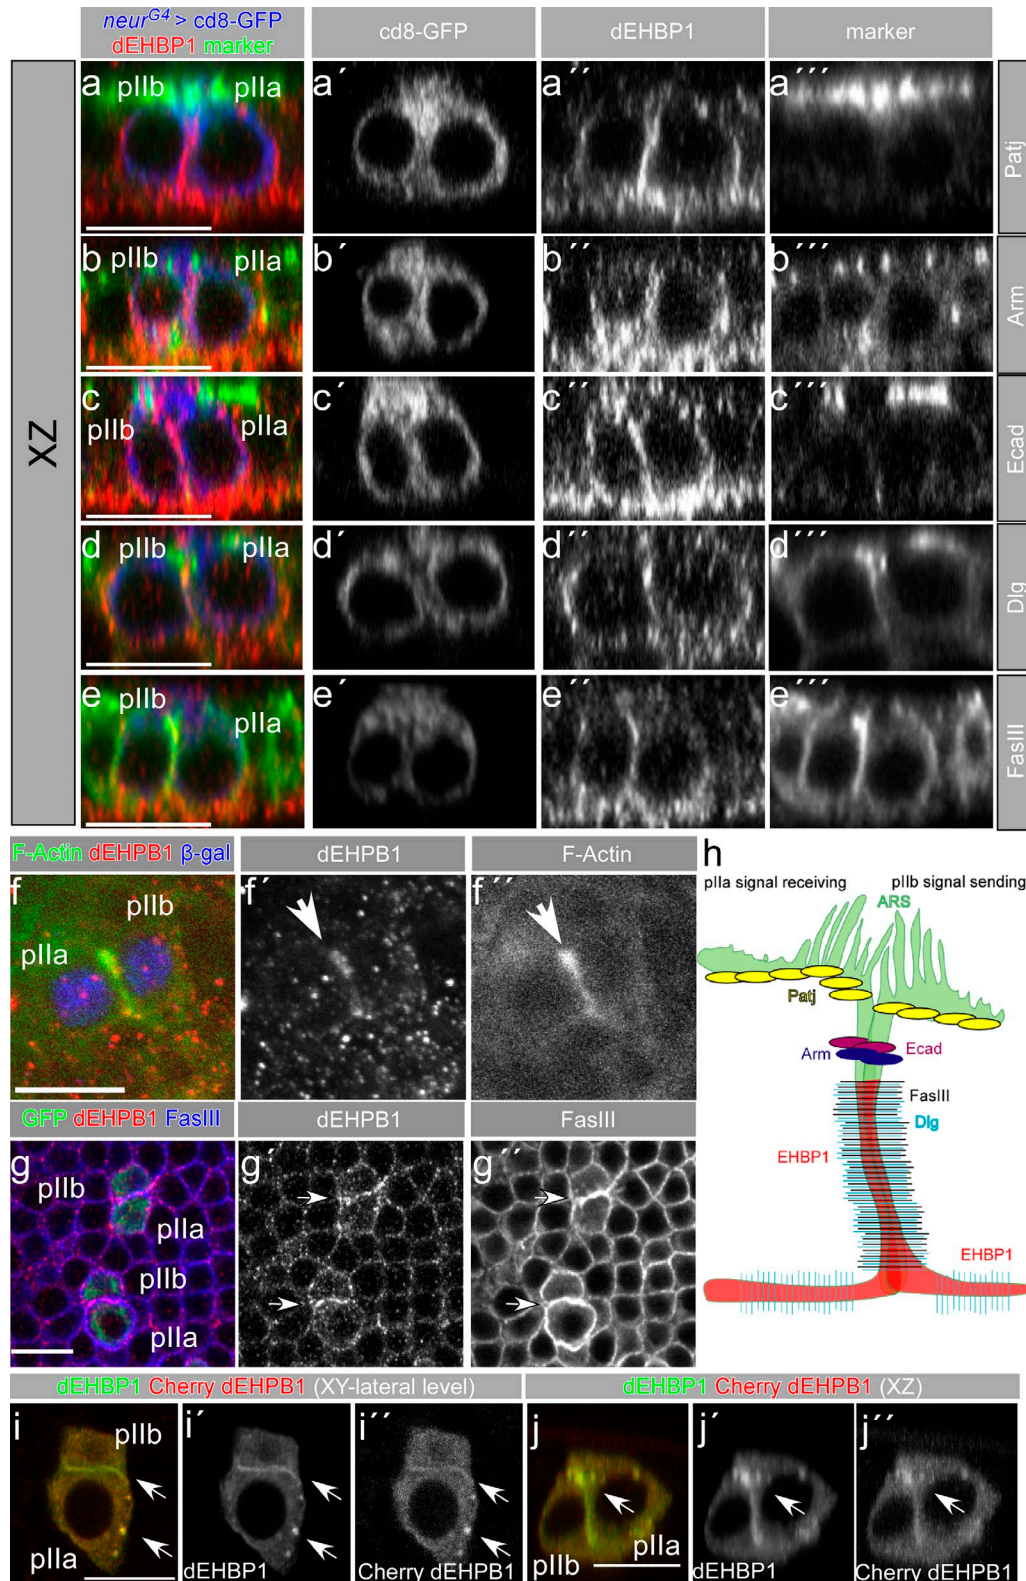 neurG4 > cd8-GFP
dEHBP1 marker
cd8-GFP
dEHBP1
marker
XZ
a pIIb pIIa
a´
a´´
a´´´
Patj
b pIIb pIIa
b´
b´´
b´´´
Arm
c pIIb pIIa
c´
c´´
c´´´
Ecad
d pIIb pIIa
d´
d´´
d´´´
Dlg
e pIIb pIIa
e´
e´´
e´´´
FasIII
F-Actin dEHPB1 β-gal
dEHPB1
F-Actin
f pIIb
pIIa
f´
f´´
h
pIIa signal receiving
pIIb signal sending
ARS
Patj
Ecad
Arm
FasIII
Dlg
EHBP1
EHBP1
GFP dEHPB1 FasIII
dEHPB1
FasIII
g
pIIb
pIIa
pIIb
pIIa
g´
g´´
dEHBP1 Cherry dEHPB1 (XY-lateral level)
dEHBP1 Cherry dEHPB1 (XZ)
i pIIb
pIIa
i´
dEHBP1
i´´
Cherry dEHPB1
j
pIIa
pIIb
j´
dEHBP1
j´´
Cherry dEHPB1